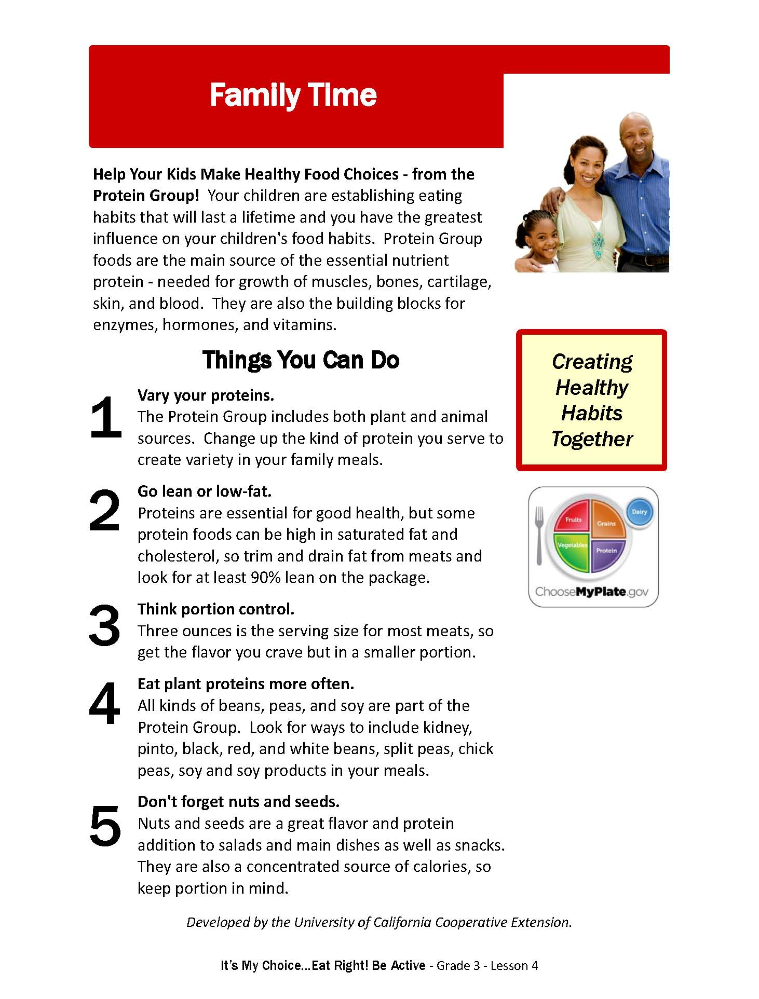 Family Time
Help Your Kids Make Healthy Food Choices - from the
Protein Group!  Your children are establishing eating
habits that will last a lifetime and you have the greatest
influence on your children's food habits.  Protein Group
foods are the main source of the essential nutrient
protein - needed for growth of muscles, bones, cartilage,
skin, and blood.  They are also the building blocks for
enzymes, hormones, and vitamins.
Things You Can Do
1
Vary your proteins.
The Protein Group includes both plant and animal
sources.  Change up the kind of protein you serve to
create variety in your family meals.
2
Go lean or low-fat.
Proteins are essential for good health, but some
protein foods can be high in saturated fat and
cholesterol, so trim and drain fat from meats and
look for at least 90% lean on the package.
3
Think portion control.
Three ounces is the serving size for most meats, so
get the flavor you crave but in a smaller portion.
4
Eat plant proteins more often.
All kinds of beans, peas, and soy are part of the
Protein Group.  Look for ways to include kidney,
pinto, black, red, and white beans, split peas, chick
peas, soy and soy products in your meals.
5
Don't forget nuts and seeds.
Nuts and seeds are a great flavor and protein
addition to salads and main dishes as well as snacks.
They are also a concentrated source of calories, so
keep portion in mind.
Creating
Healthy
Habits
Together
Dairy
Fruits
Grains
Vegetables
Protein
ChooseMyPlate.gov
Developed by the University of California Cooperative Extension.
It's My Choice...Eat Right! Be Active - Grade 3 - Lesson 4